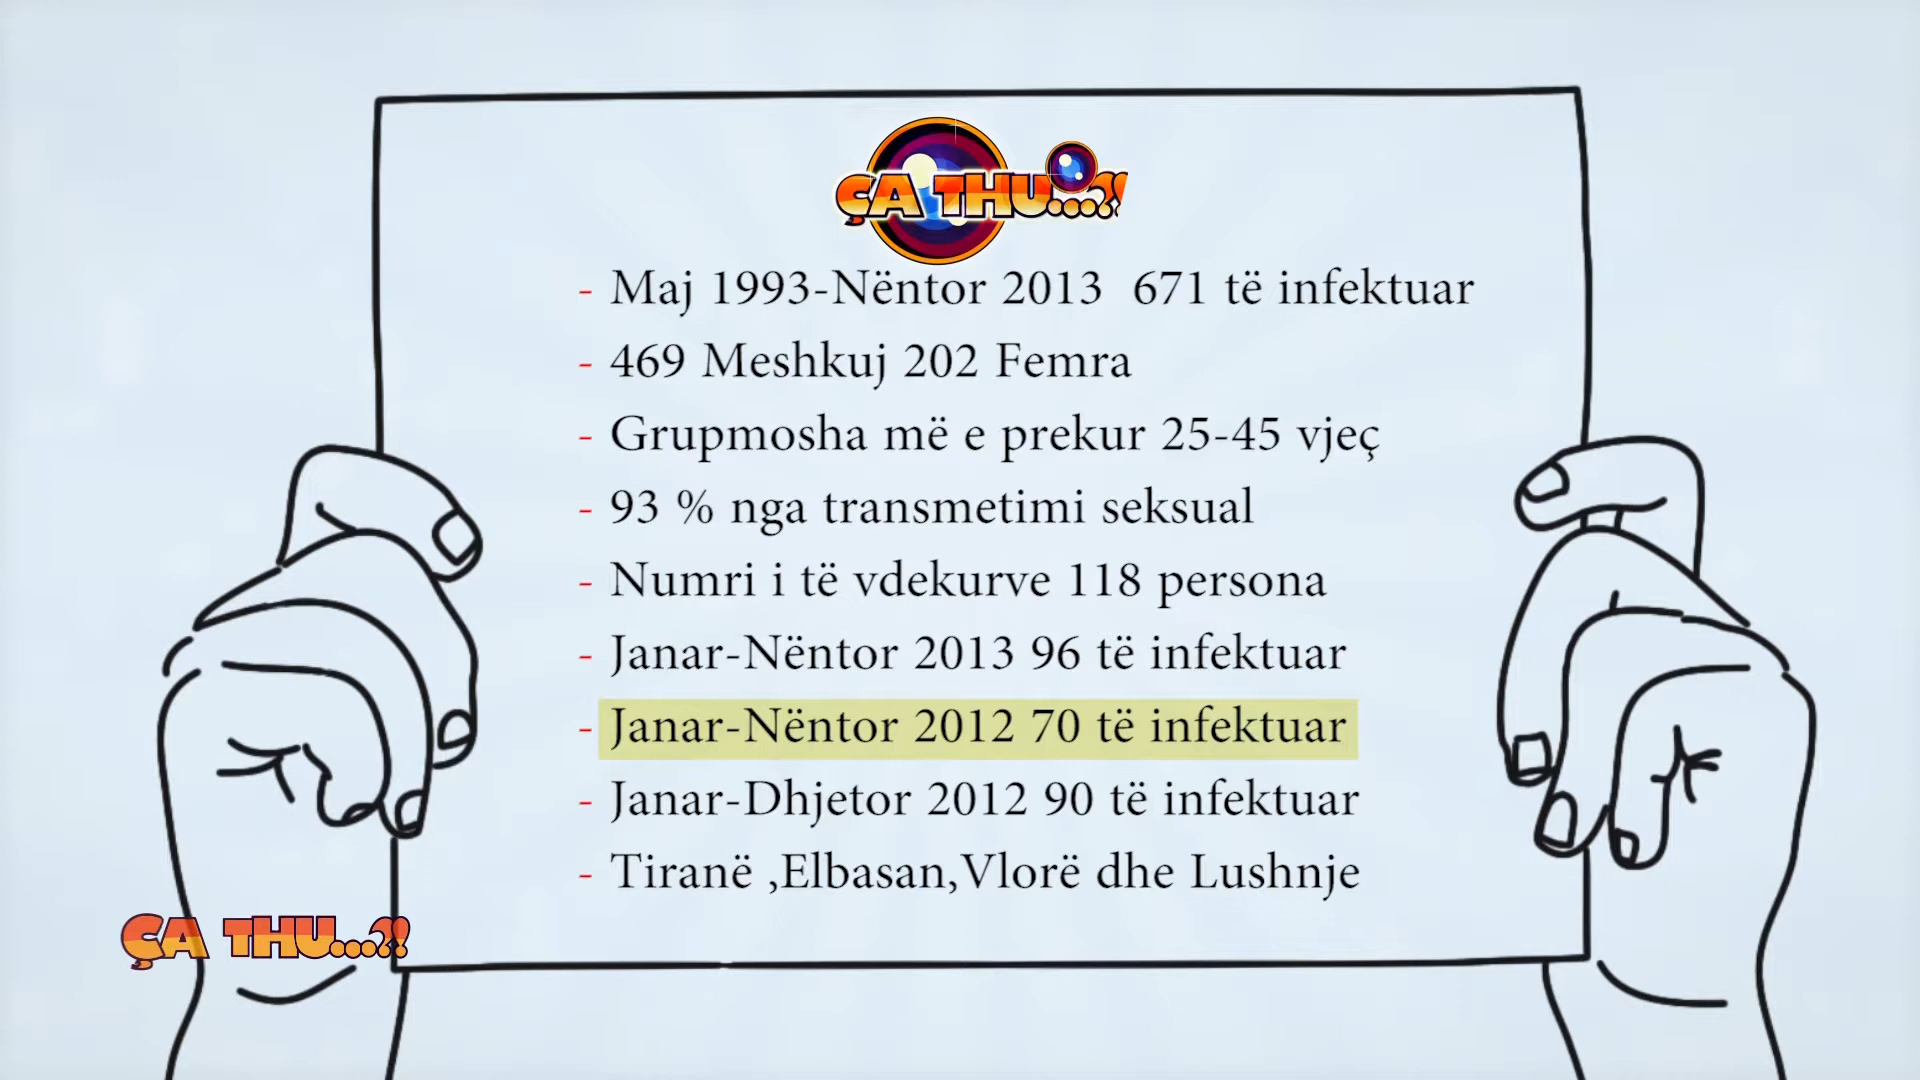 ÇA THU...?!
- Maj 1993-Nëntor 2013 671 të infektuar
- 469 Meshkuj 202 Femra
- Grupmosha më e prekur 25-45 vjeç
- 93 % nga transmetimi seksual
- Numri i të vdekurve 118 persona
- Janar-Nëntor 2013 96 të infektuar
- Janar-Nëntor 2012 70 të infektuar
- Janar-Dhjetor 2012 90 të infektuar
- Tiranë ,Elbasan,Vlorë dhe Lushnje
ÇA THU...?!